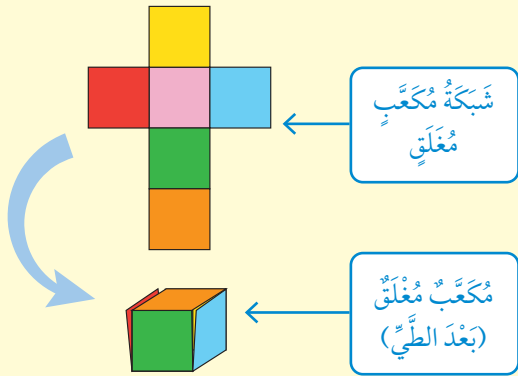 شَبَكَةُ مُكَعَّبٍ
مُغَلَقٍ
مُكَعَّبٌ مُغْلَقٌ
(بَعْدَ الطَّيِّ)